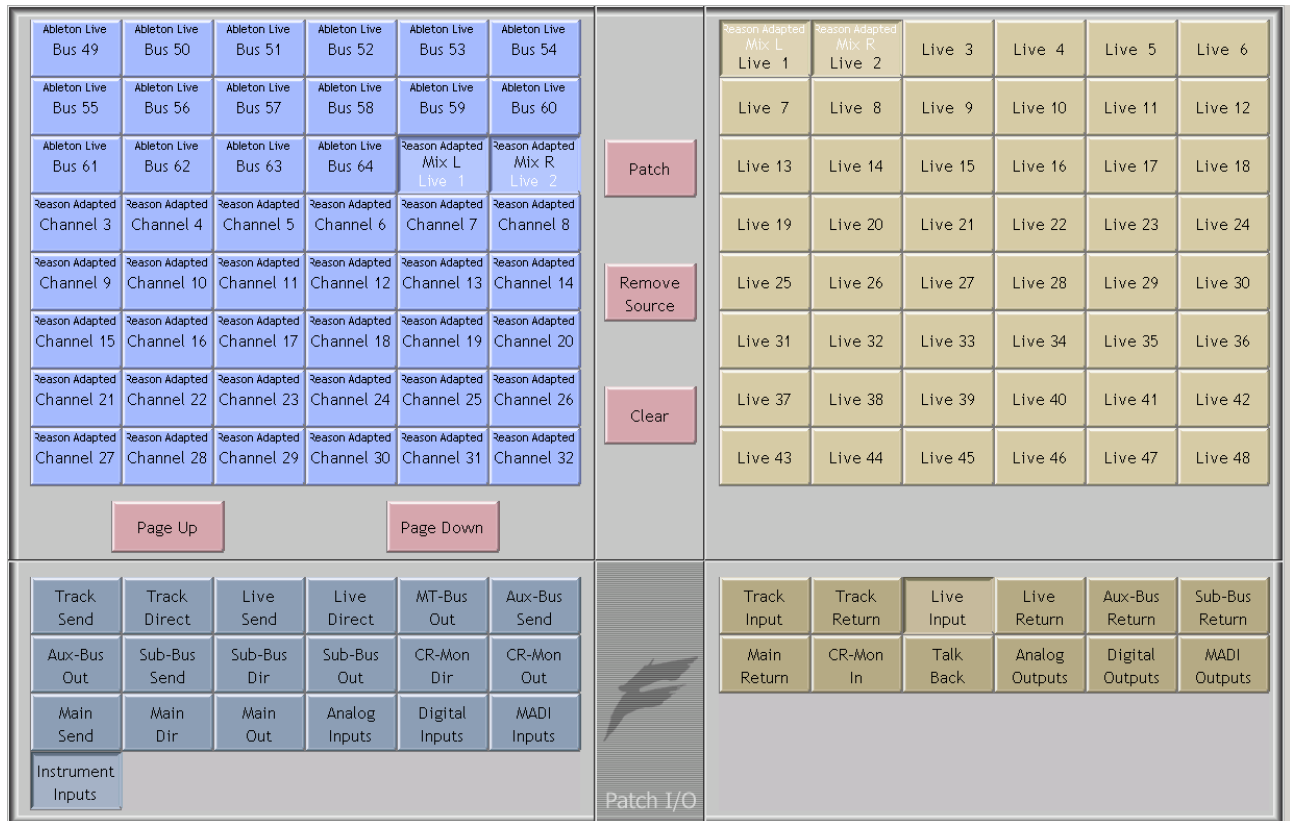 Ableton Live Ableton Live Ableton Live Ableton Live Ableton Live Ableton Live
Bus 49 Bus 50 Bus 51 Bus 52 Bus 53 Bus 54
Ableton Live Ableton Live Ableton Live Ableton Live Ableton Live Ableton Live
Bus 55 Bus 56 Bus 57 Bus 58 Bus 59 Bus 60
Ableton Live Ableton Live Ableton Live Ableton Live Reason Adapted Reason Adapted
Bus 61 Bus 62 Bus 63 Bus 64 Mix L Mix R
Live 1 Live 2
Reason Adapted Reason Adapted Reason Adapted Reason Adapted Reason Adapted Reason Adapted
Channel 3 Channel 4 Channel 5 Channel 6 Channel 7 Channel 8
Reason Adapted Reason Adapted Reason Adapted Reason Adapted Reason Adapted Reason Adapted
Channel 9 Channel 10 Channel 11 Channel 12 Channel 13 Channel 14
Reason Adapted Reason Adapted Reason Adapted Reason Adapted Reason Adapted Reason Adapted
Channel 15 Channel 16 Channel 17 Channel 18 Channel 19 Channel 20
Reason Adapted Reason Adapted Reason Adapted Reason Adapted Reason Adapted Reason Adapted
Channel 21 Channel 22 Channel 23 Channel 24 Channel 25 Channel 26
Reason Adapted Reason Adapted Reason Adapted Reason Adapted Reason Adapted Reason Adapted
Channel 27 Channel 28 Channel 29 Channel 30 Channel 31 Channel 32
Page Up Page Down
Patch
Remove
Source
Clear
Reason Adapted Reason Adapted
Mix L Mix R
Live 1 Live 2 Live 3 Live 4 Live 5 Live 6
Live 7 Live 8 Live 9 Live 10 Live 11 Live 12
Live 13 Live 14 Live 15 Live 16 Live 17 Live 18
Live 19 Live 20 Live 21 Live 22 Live 23 Live 24
Live 25 Live 26 Live 27 Live 28 Live 29 Live 30
Live 31 Live 32 Live 33 Live 34 Live 35 Live 36
Live 37 Live 38 Live 39 Live 40 Live 41 Live 42
Live 43 Live 44 Live 45 Live 46 Live 47 Live 48
Track Track Live Live MT-Bus Aux-Bus
Send Direct Send Direct Out Send
Aux-Bus Sub-Bus Sub-Bus Sub-Bus CR-Mon CR-Mon
Out Send Dir Out Dir Out
Main Main Main Analog Digital MADI
Send Dir Out Inputs Inputs Inputs
Instrument
Inputs
Patch I/O
Track Track Live Live Aux-Bus Sub-Bus
Input Return Input Return Return Return
Main CR-Mon Talk Analog Digital MADI
Return In Back Outputs Outputs Outputs